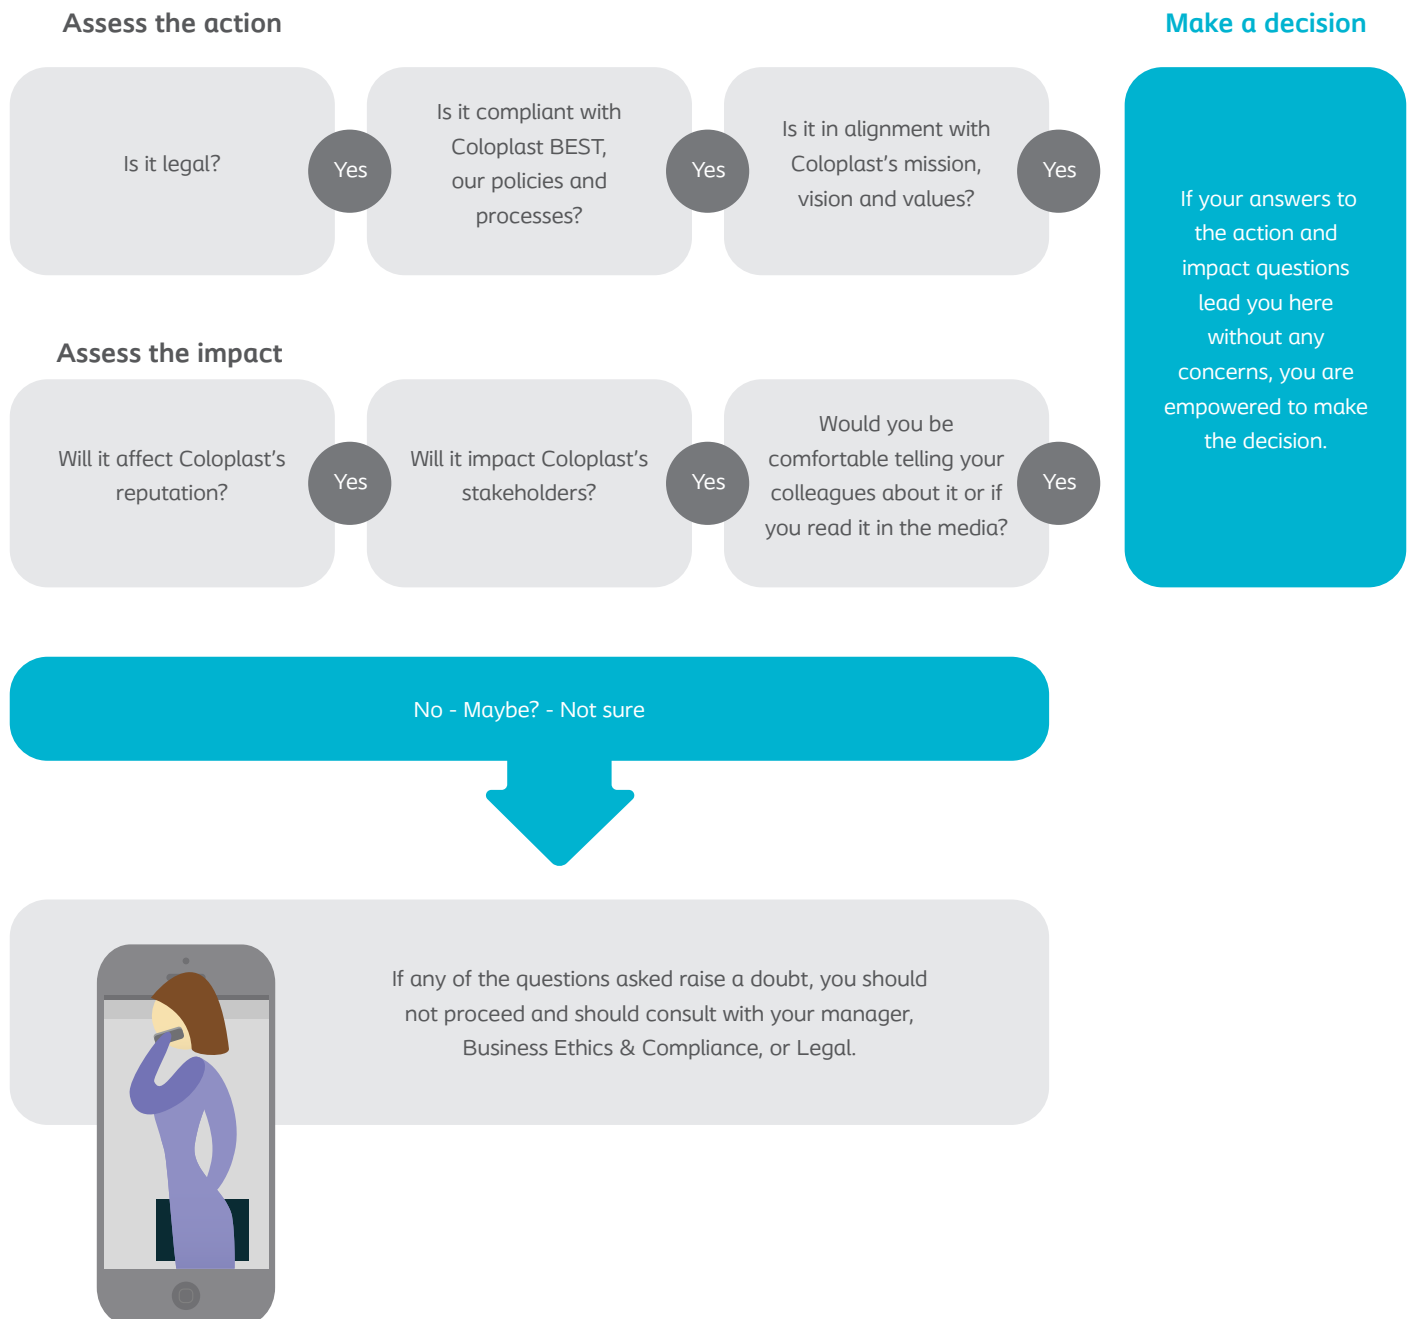 Assess the action
Is it legal?
Yes
Is it compliant with
Coloplast BEST,
our policies and
processes?
Yes
Is it in alignment with
Coloplast's mission,
vision and values?
Yes
Assess the impact
Will it affect Coloplast's
reputation?
Yes
Will it impact Coloplast's
stakeholders?
Yes
Would you be
comfortable telling your
colleagues about it or if
you read it in the media?
Yes
Make a decision
If your answers to
the action and
impact questions
lead you here
without any
concerns, you are
empowered to make
the decision.
No - Maybe? - Not sure
If any of the questions asked raise a doubt, you should
not proceed and should consult with your manager,
Business Ethics & Compliance, or Legal.